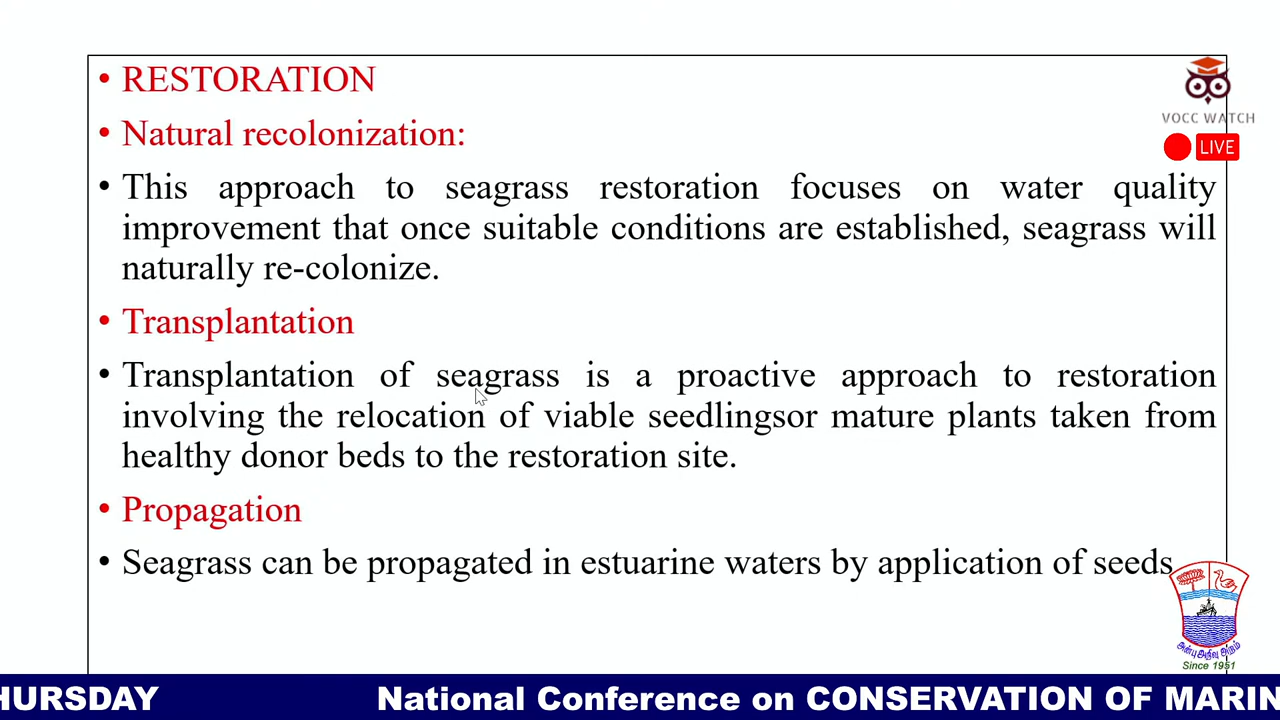 • RESTORATION
• Natural recolonization:
• This approach to seagrass restoration focuses on water quality
improvement that once suitable conditions are established, seagrass will
naturally re-colonize.
• Transplantation
• Transplantation of seagrass is a proactive approach to restoration
involving the relocation of viable seedlingsor mature plants taken from
healthy donor beds to the restoration site.
• Propagation
• Seagrass can be propagated in estuarine waters by application of seeds
VOCC WATCH
LIVE
அன்பு அறிவு அறம்
Since 1951
HURSDAY National Conference on CONSERVATION OF MARIN